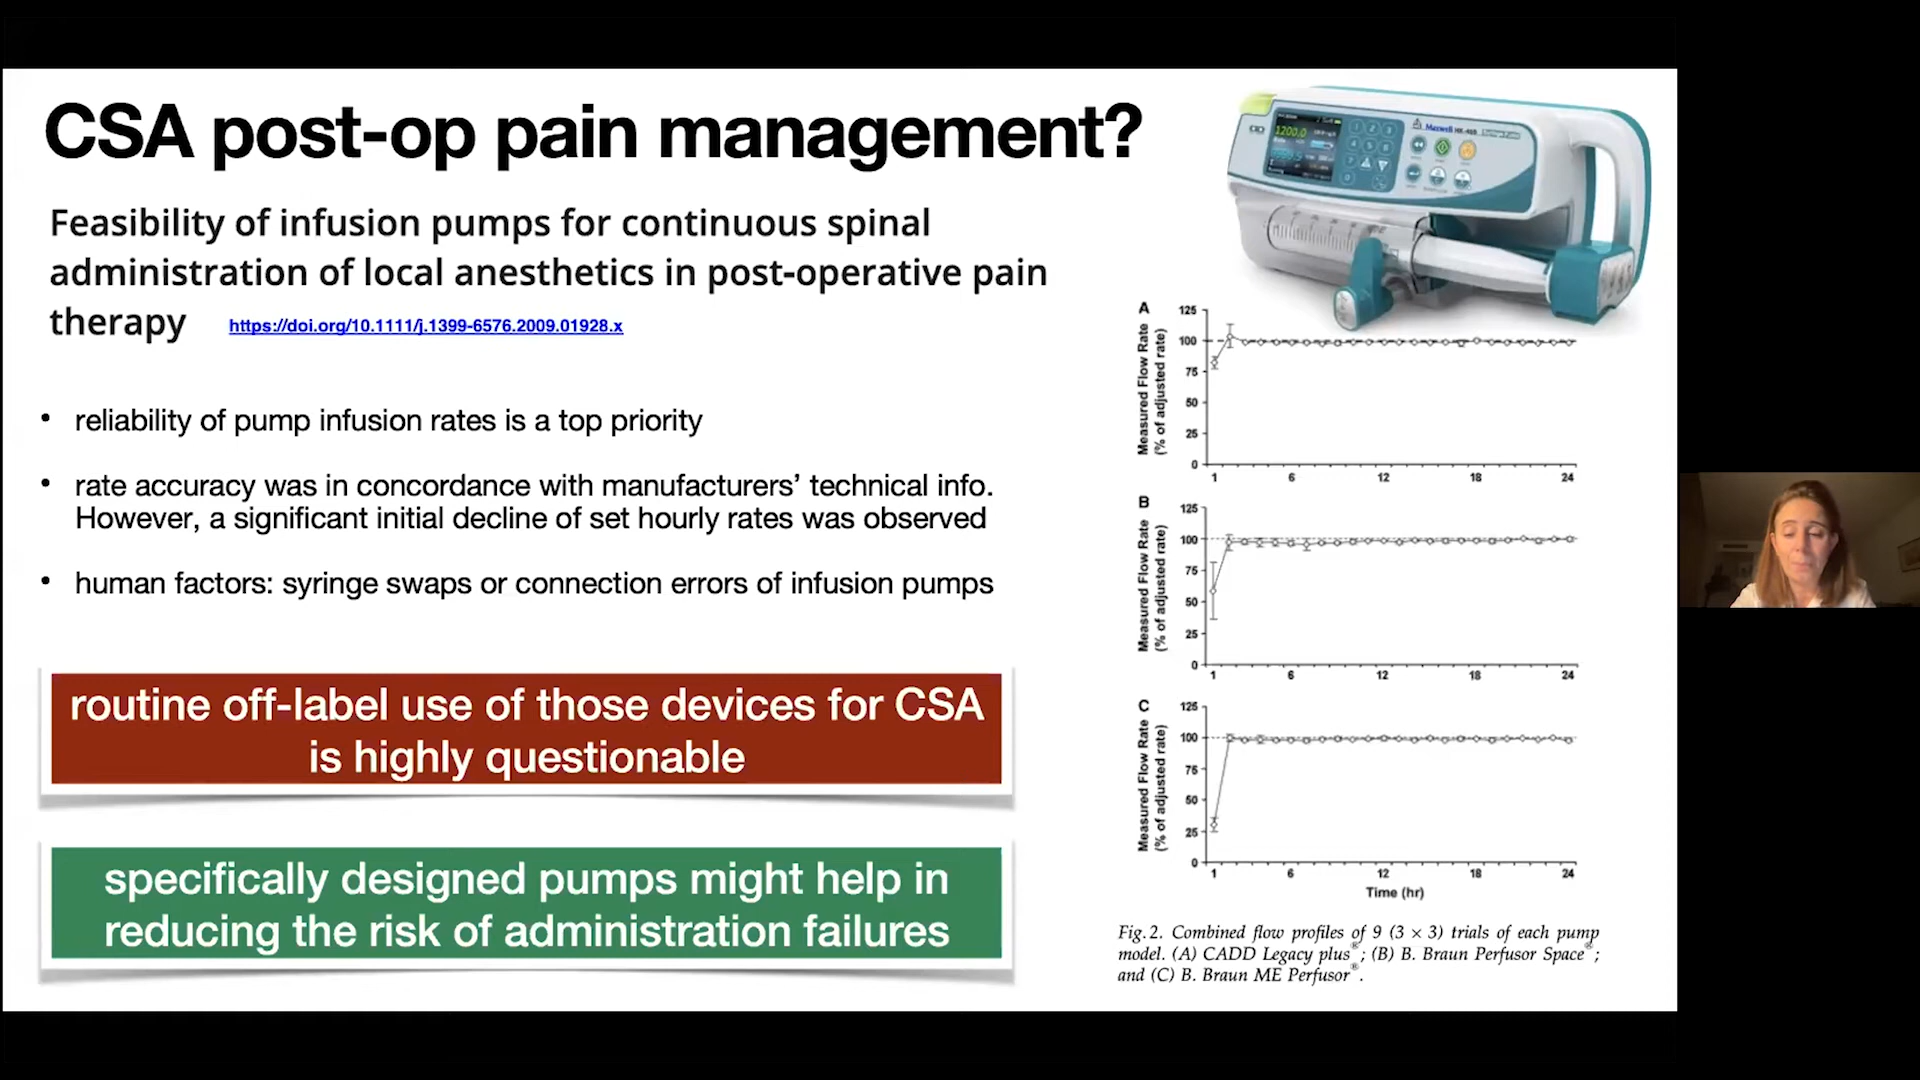 CSA post-op pain management?
Feasibility of infusion pumps for continuous spinal
administration of local anesthetics in post-operative pain
therapy https://doi.org/10.1111/j.1399-6576.2009.01928.x
• reliability of pump infusion rates is a top priority
• rate accuracy was in concordance with manufacturers’ technical info.
However, a significant initial decline of set hourly rates was observed
• human factors: syringe swaps or connection errors of infusion pumps
routine off-label use of those devices for CSA
is highly questionable
specifically designed pumps might help in
reducing the risk of administration failures
1200.0
Maxwell
A
Measured Flow Rate
(% of adjusted rate)
125
100
75
50
25
0
1 6 12 18 24
B
Measured Flow Rate
(% of adjusted rate)
125
100
75
50
25
0
1 6 12 18 24
C
Measured Flow Rate
(% of adjusted rate)
125
100
75
50
25
0
1 6 12 18 24
Time (hr)
Fig. 2. Combined flow profiles of 9 (3 × 3) trials of each pump
model. (A) CADD Legacy plus®; (B) B. Braun Perfusor Space®;
and (C) B. Braun ME Perfusor®.